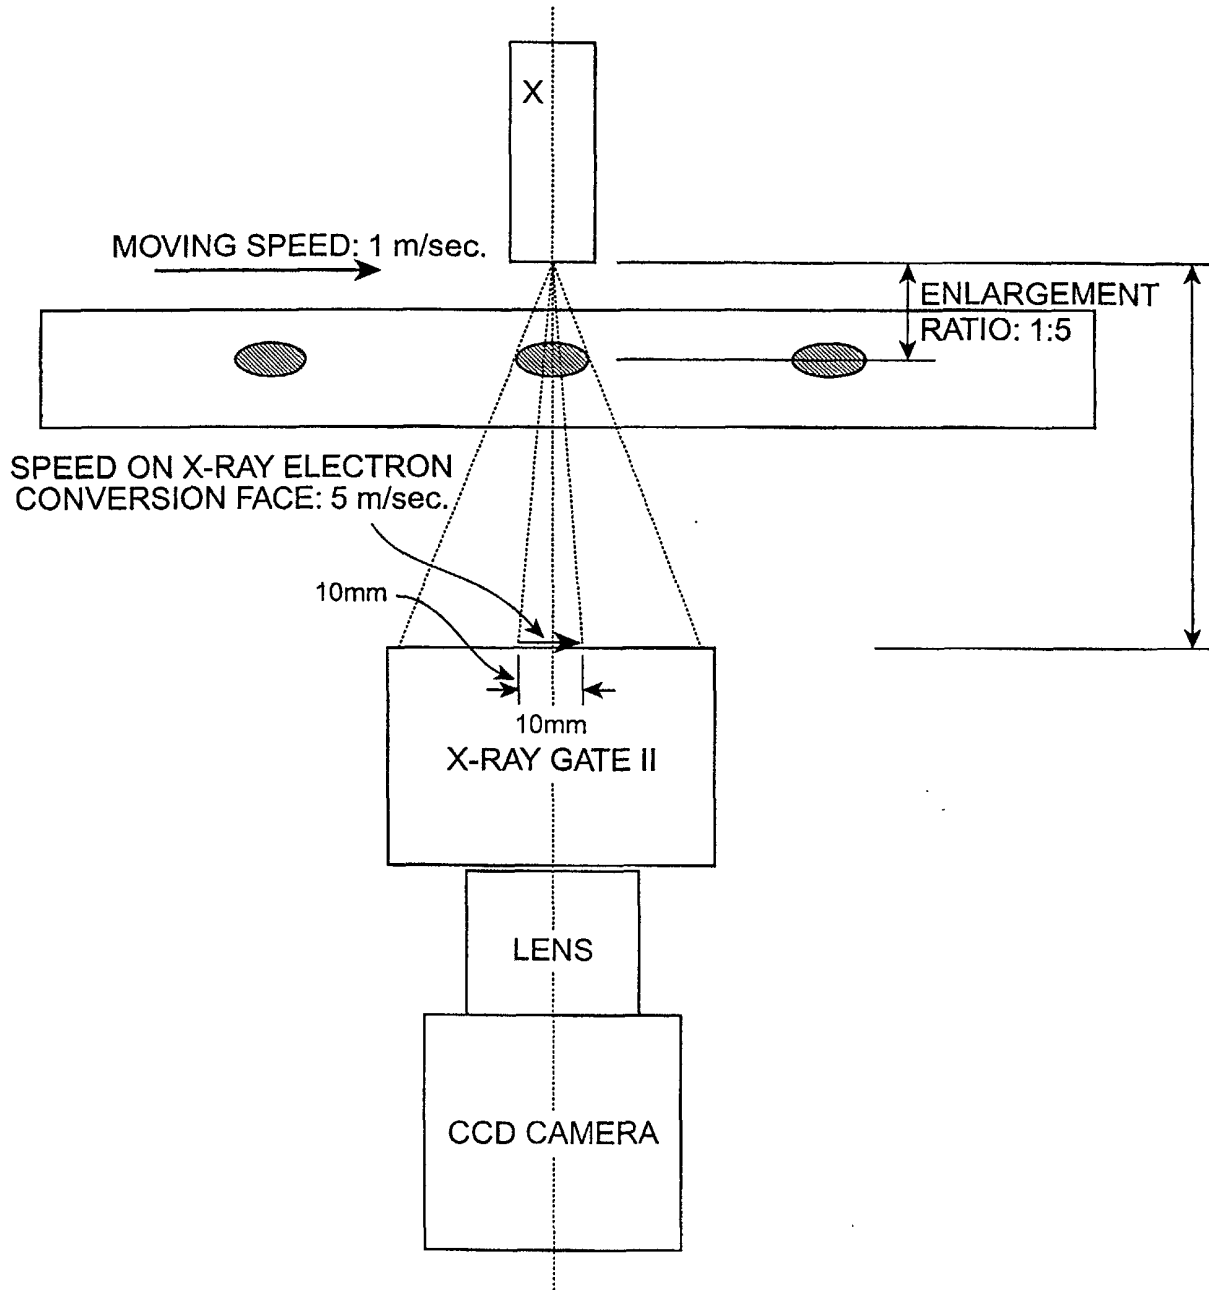 X
MOVING SPEED: 1 m/sec.
ENLARGEMENT
RATIO: 1:5
SPEED ON X-RAY ELECTRON
CONVERSION FACE: 5 m/sec.
10mm
10mm
X-RAY GATE II
LENS
CCD CAMERA